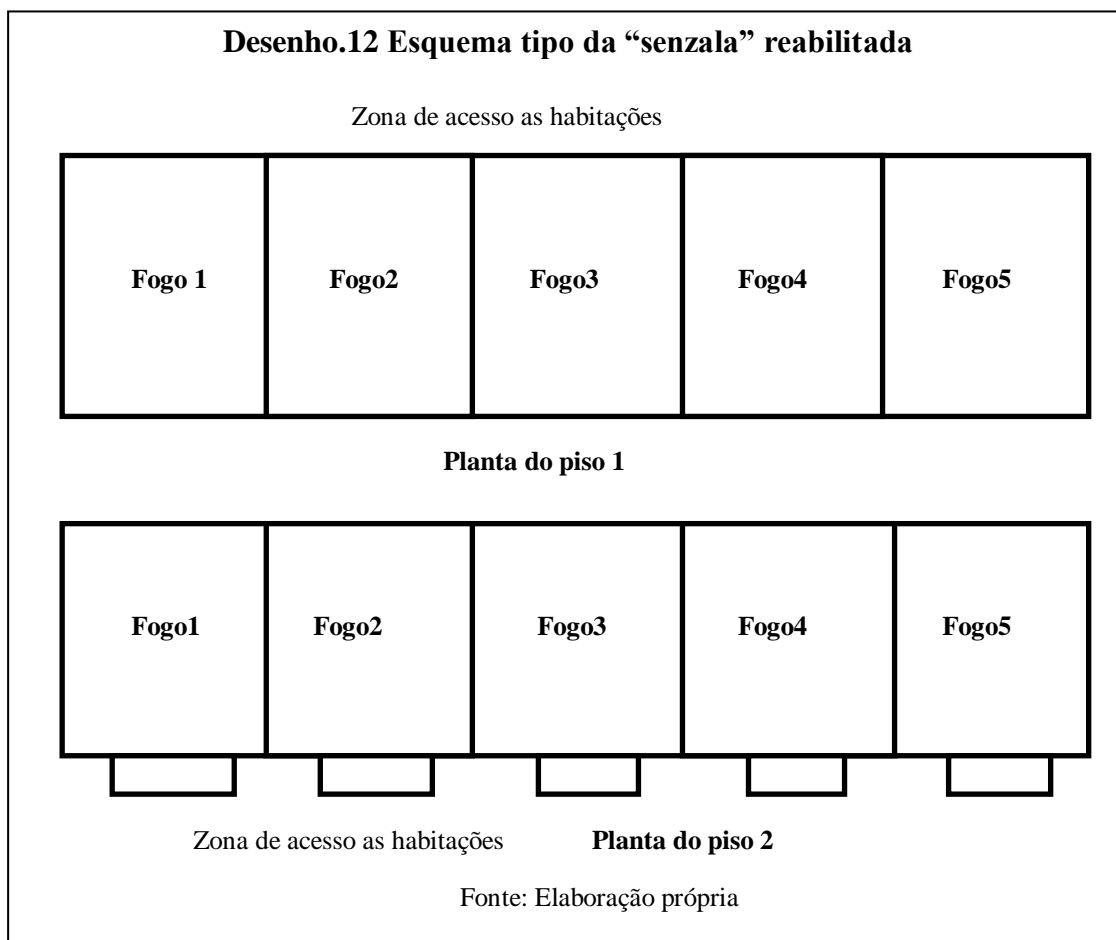 Desenho.12 Esquema tipo da “senzala” reabilitada
Zona de acesso as habitações
Fogo 1 Fogo2 Fogo3 Fogo4 Fogo5
Planta do piso 1
Fogo1 Fogo2 Fogo3 Fogo4 Fogo5
Zona de acesso as habitações Planta do piso 2
Fonte: Elaboração própria